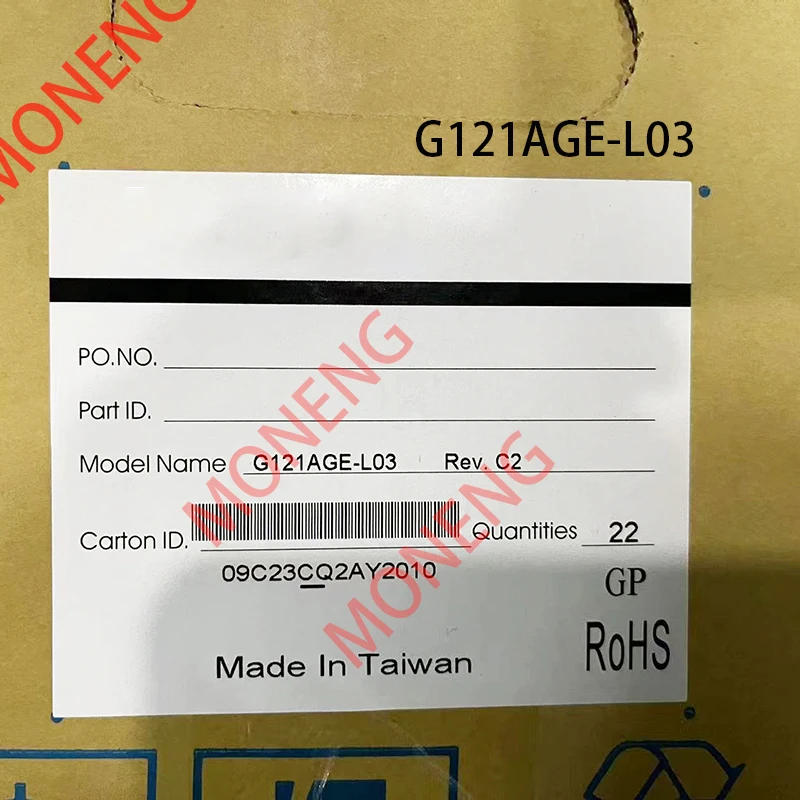 MONENG
G121AGE-L03
PO.NO.
Part ID.
Model Name G121AGE-L03 Rev. C2
MONENG
Carton ID. Quantities 22
09C23CQ2AY2010
GP
MONENG
RoHS
Made In Taiwan